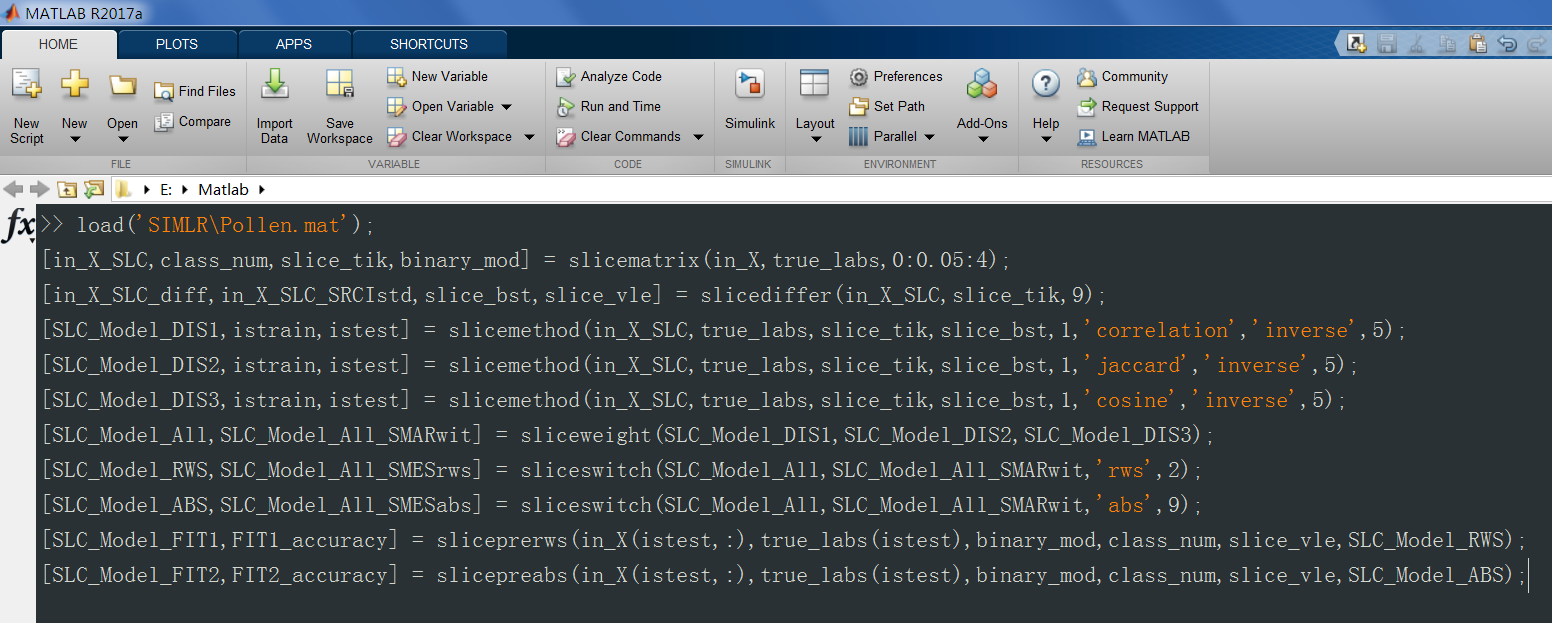 MATLAB R2017a
HOME PLOTS APPS SHORTCUTS
New Script
New
Open
Find Files
Compare
FILE
Import Data
Save Workspace
New Variable
Open Variable
Clear Workspace
VARIABLE
Analyze Code
Run and Time
Clear Commands
CODE
Simulink
SIMULINK
Layout
Preferences
Set Path
Parallel
Add-Ons
ENVIRONMENT
Help
Community
Request Support
Learn MATLAB
RESOURCES
E: Matlab
fx
>> load('SIMLR\Pollen.mat');
[in_X_SLC,class_num,slice_tik,binary_mod] = slicematrix(in_X,true_labs,0:0.05:4);
[in_X_SLC_diff,in_X_SLC_SRCIstd,slice_bst,slice_vle] = slicediffer(in_X_SLC,slice_tik,9);
[SLC_Model_DIS1,istrain,istest] = slicemethod(in_X_SLC,true_labs,slice_tik,slice_bst,1,'correlation','inverse',5);
[SLC_Model_DIS2,istrain,istest] = slicemethod(in_X_SLC,true_labs,slice_tik,slice_bst,1,'jaccard','inverse',5);
[SLC_Model_DIS3,istrain,istest] = slicemethod(in_X_SLC,true_labs,slice_tik,slice_bst,1,'cosine','inverse',5);
[SLC_Model_All,SLC_Model_All_SMARwit] = sliceweight(SLC_Model_DIS1,SLC_Model_DIS2,SLC_Model_DIS3);
[SLC_Model_RWS,SLC_Model_All_SMESrws] = sliceswitch(SLC_Model_All,SLC_Model_All_SMARwit,'rws',2);
[SLC_Model_ABS,SLC_Model_All_SMESabs] = sliceswitch(SLC_Model_All,SLC_Model_All_SMARwit,'abs',9);
[SLC_Model_FIT1,FIT1_accuracy] = sliceprerws(in_X(istest,:),true_labs(istest),binary_mod,class_num,slice_vle,SLC_Model_RWS);
[SLC_Model_FIT2,FIT2_accuracy] = slicepreabs(in_X(istest,:),true_labs(istest),binary_mod,class_num,slice_vle,SLC_Model_ABS);